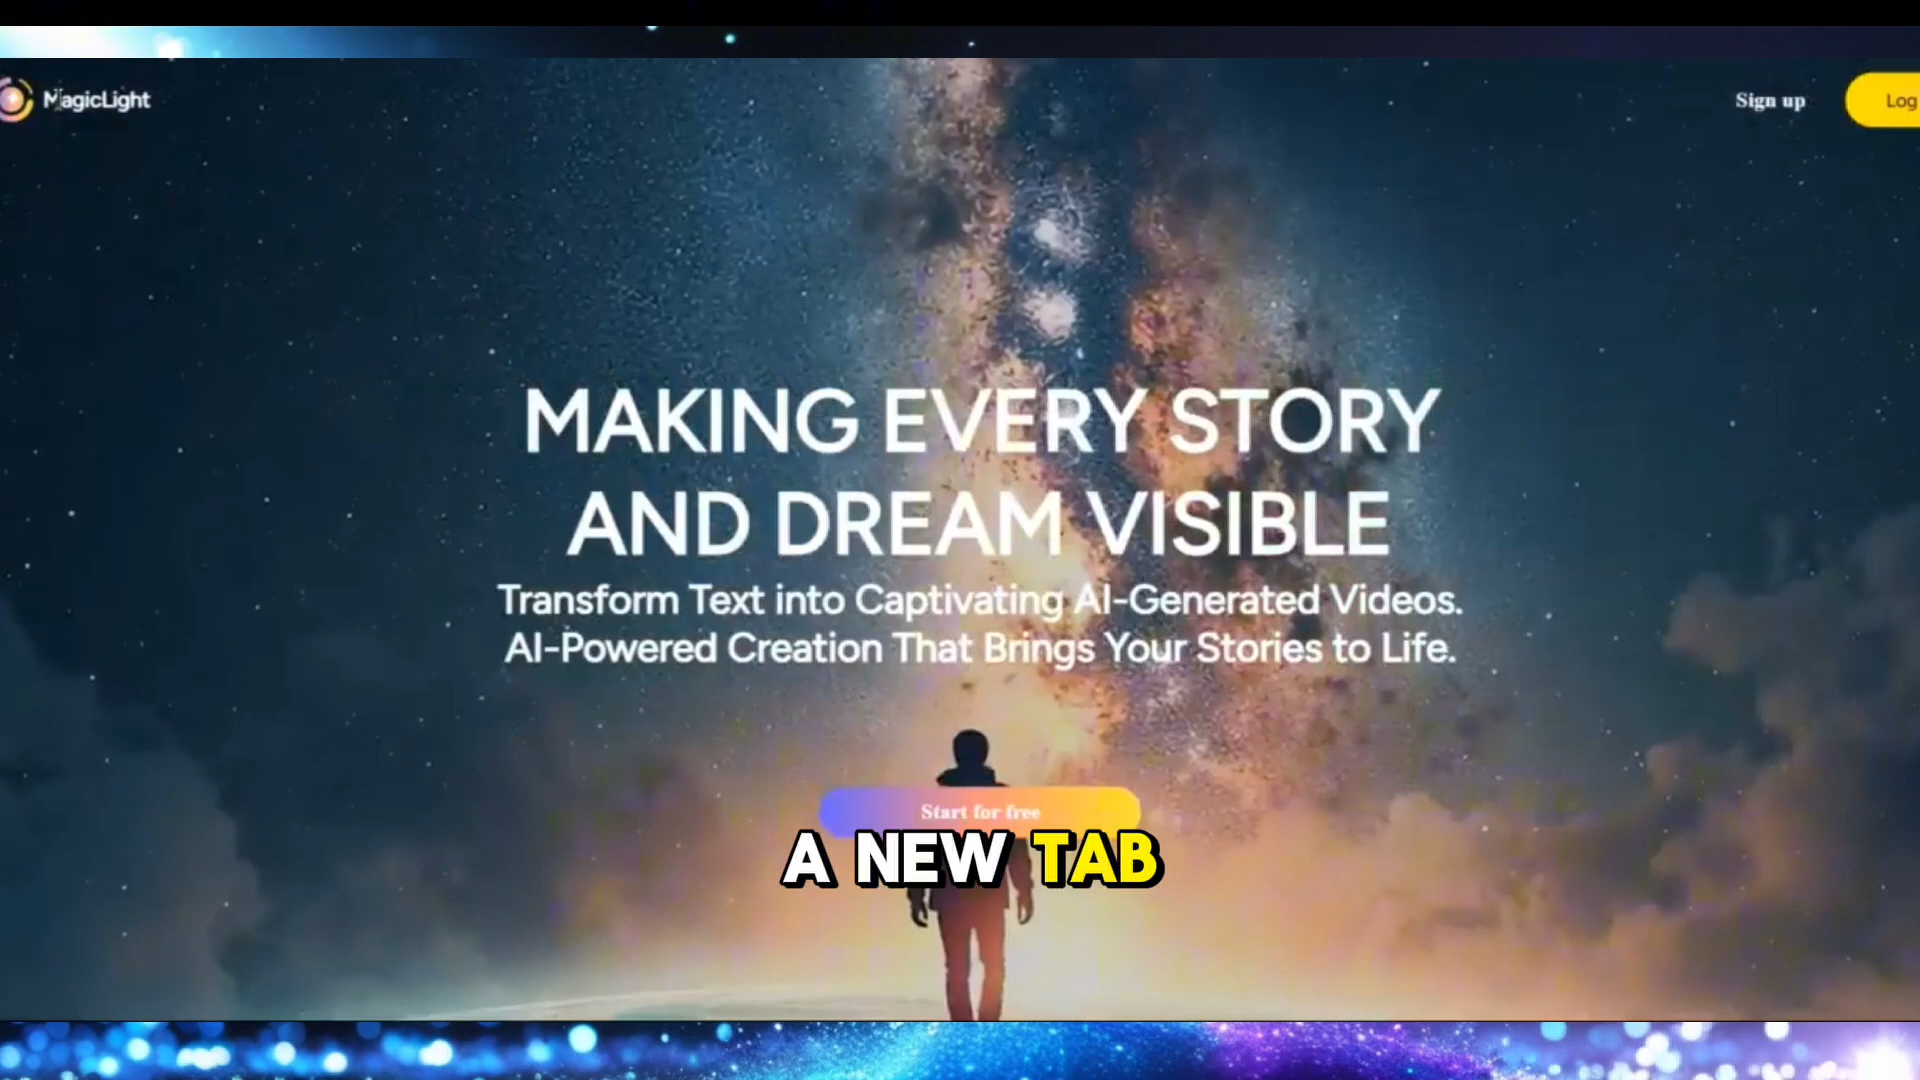 MagicLight
Sign up
Log
MAKING EVERY STORY
AND DREAM VISIBLE
Transform Text into Captivating AI-Generated Videos.
AI-Powered Creation That Brings Your Stories to Life.
Start for free
A NEW TAB